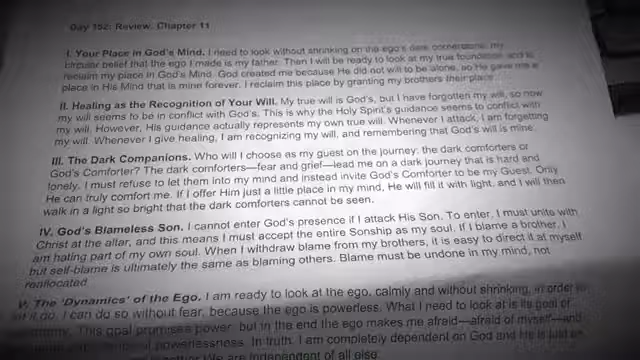 Day 152: Review: Chapter 11
I. Your Place in God's Mind. I need to look without shrinking on the ego's dark cornerstone: my
circular belief that the ego I made is my father. Then I will be ready to look at my true foundation and to
reclaim my place in God's Mind. God created me because He did not will to be alone, so He gave me a
place in His Mind that is mine forever. I reclaim this place by granting my brothers their place
II. Healing as the Recognition of Your Will. My true will is God's, but I have forgotten my will, so now
my will seems to be in conflict with God's. This is why the Holy Spirit's guidance seems to conflict with
my will. However, His guidance actually represents my own true will. Whenever I attack, I am forgetting
my will. Whenever I give healing, I am recognizing my will, and remembering that God's will is mine.
III. The Dark Companions. Who will I choose as my guest on the journey: the dark comforters or
God's Comforter? The dark comforters—fear and grief—lead me on a dark journey that is hard and
lonely. I must refuse to let them into my mind and instead invite God's Comforter to be my Guest. Only
He can truly comfort me. If I offer Him just a little place in my mind, He will fill it with light, and I will then
walk in a light so bright that the dark comforters cannot be seen.
IV. God's Blameless Son. I cannot enter God's presence if I attack His Son. To enter, I must unite with
Christ at the altar, and this means I must accept the entire Sonship as my soul. If I blame a brother, I
am hating part of my own soul. When I withdraw blame from my brothers, it is easy to direct it at myself
but self-blame is ultimately the same as blaming others. Blame must be undone in my mind, not
reallocated
V. The 'Dynamics' of the Ego. I am ready to look at the ego, calmly and without shrinking, in order to
let it go. I can do so without fear, because the ego is powerless. What I need to look at is its goal of
This goal promises power, but in the end the ego makes me afraid—afraid of myself—and
powerlessness. In truth, I am completely dependent on God and He is just as
We are independent of all else.